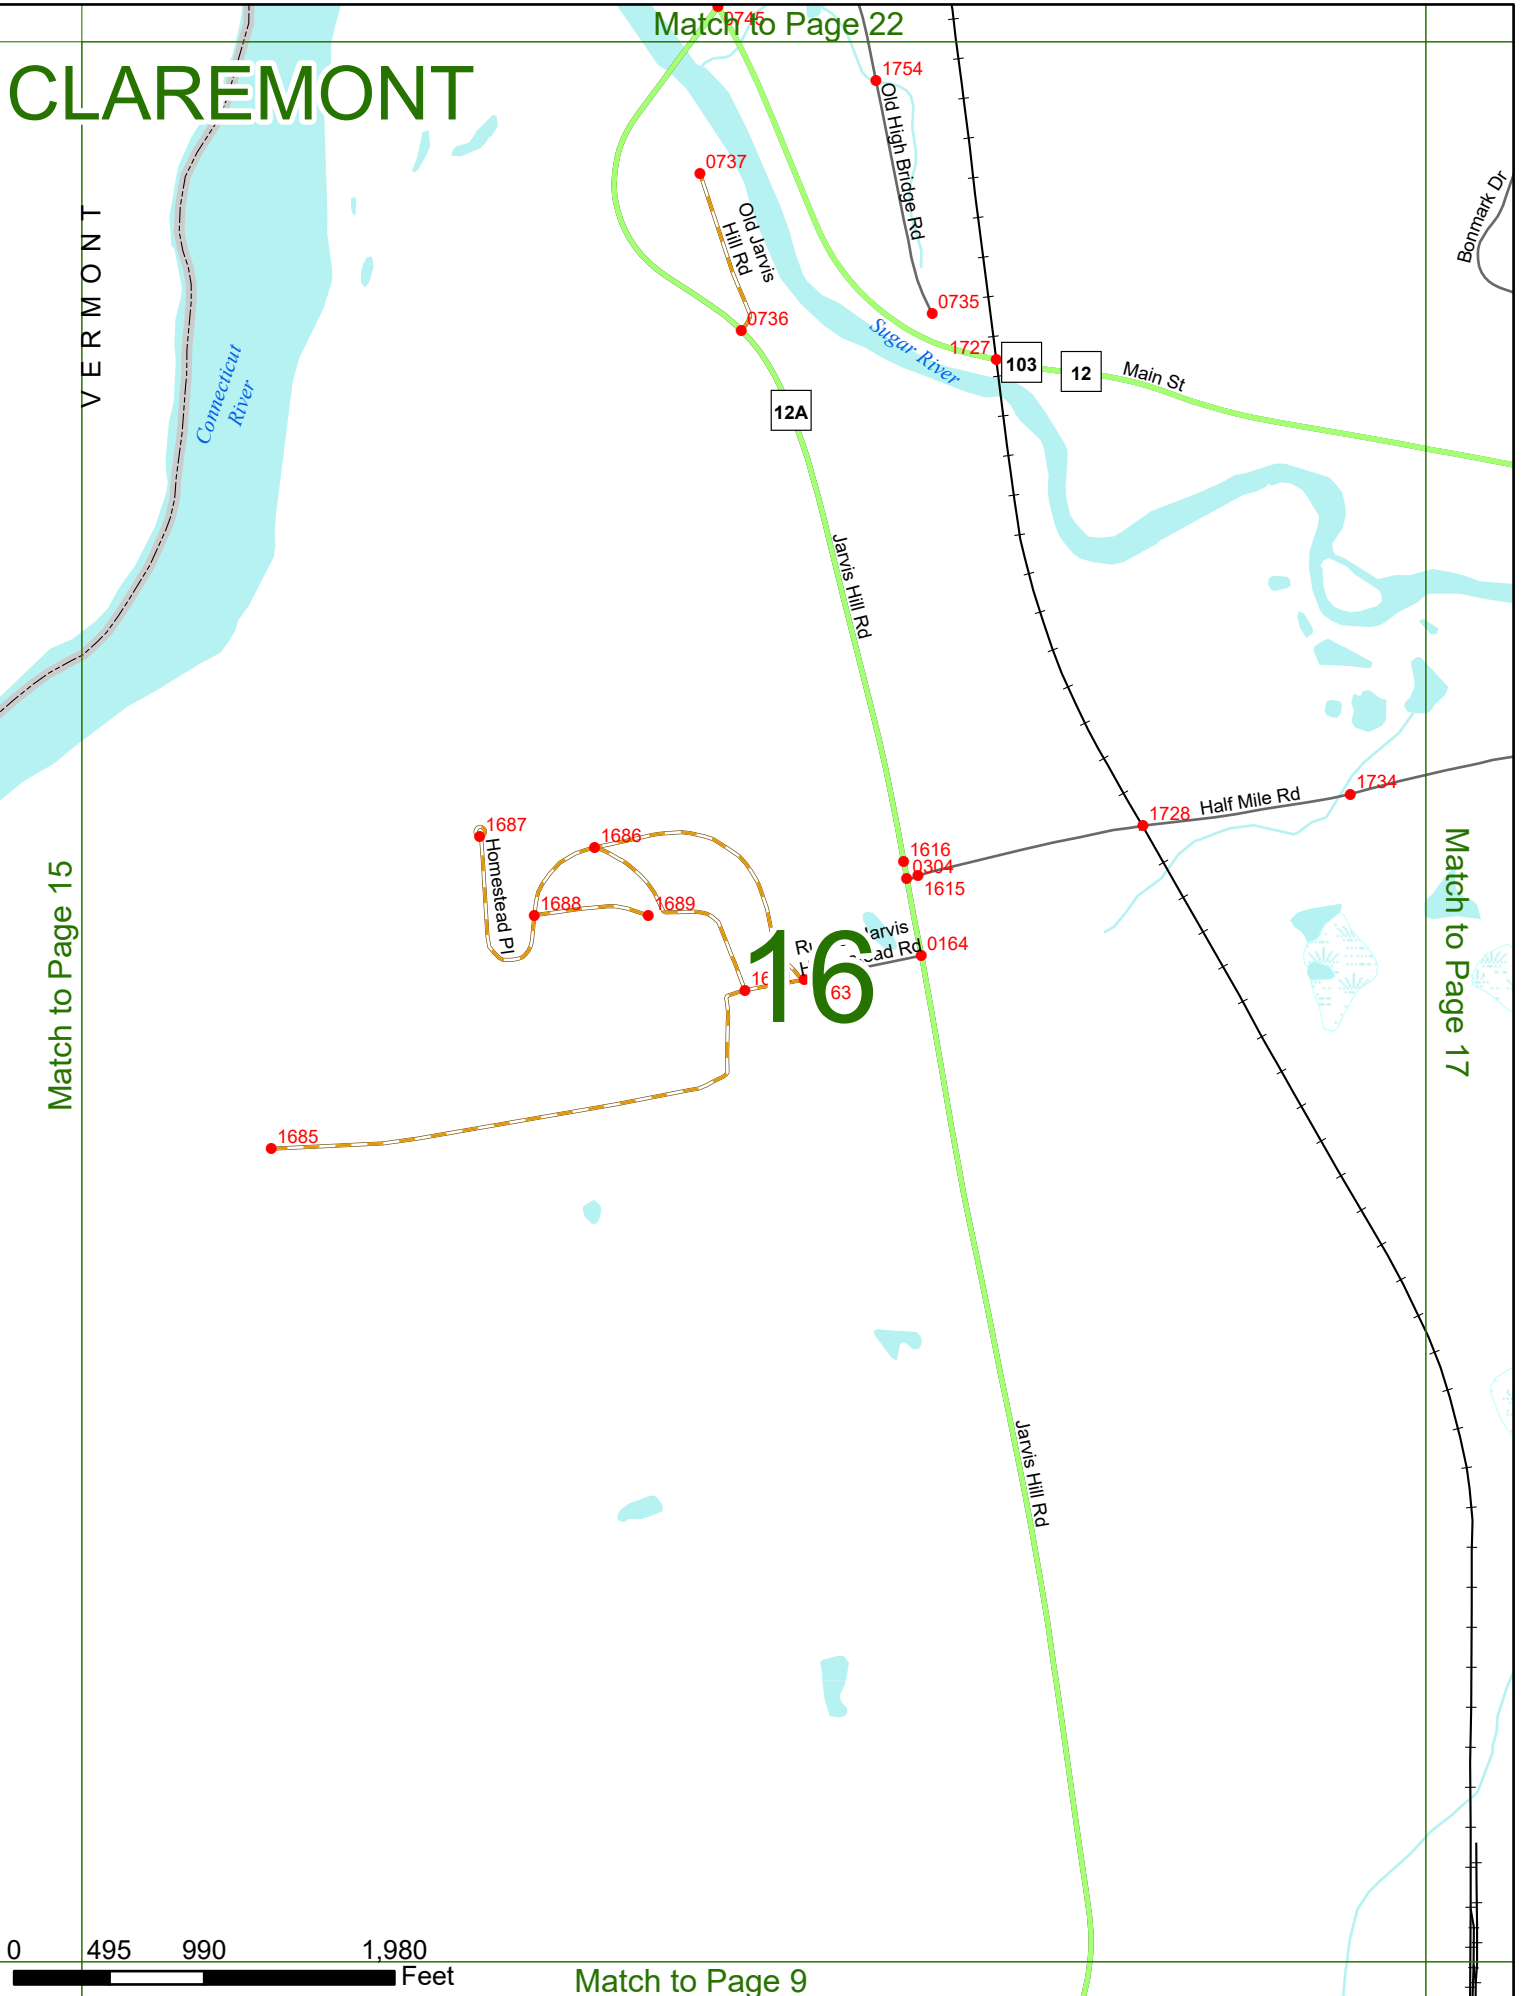 Match to Page 22
0745
CLAREMONT
1754
Old High Bridge Rd
0737
Old Jarvis
Hill Rd
Bonmark Dr
VERMONT
0735
0736
Sugar River
1727
103
12
Main St
Connecticut
River
12A
Jarvis Hill Rd
1734
Half Mile Rd
1728
1687
1686
Homestead Pl
1616
0304
1615
1688
1689
Match to Page 15
Match to Page 17
0164
16
63
1685
Jarvis Hill Rd
0 495 990 1,980
Feet
Match to Page 9